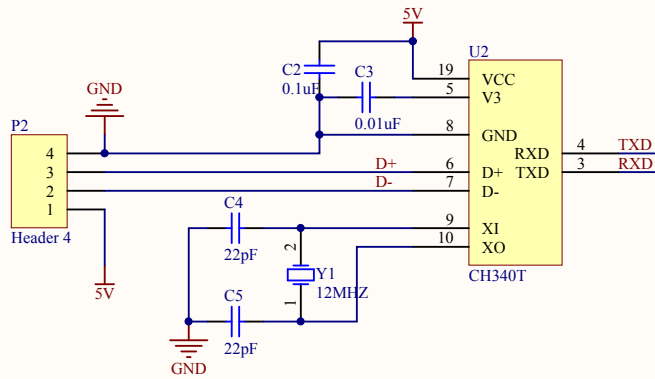 5V
U2
C2
0.1uF
C3
0.01uF
19
VCC
5
V3
GND
P2
8
GND
4
RXD
4
TXD
3
D+
6
D+
TXD
3
RXD
2
D-
7
D-
1
Header 4
C4
9
XI
10
XO
22pF
2
Y1
12MHZ
1
CH340T
5V
C5
22pF
GND